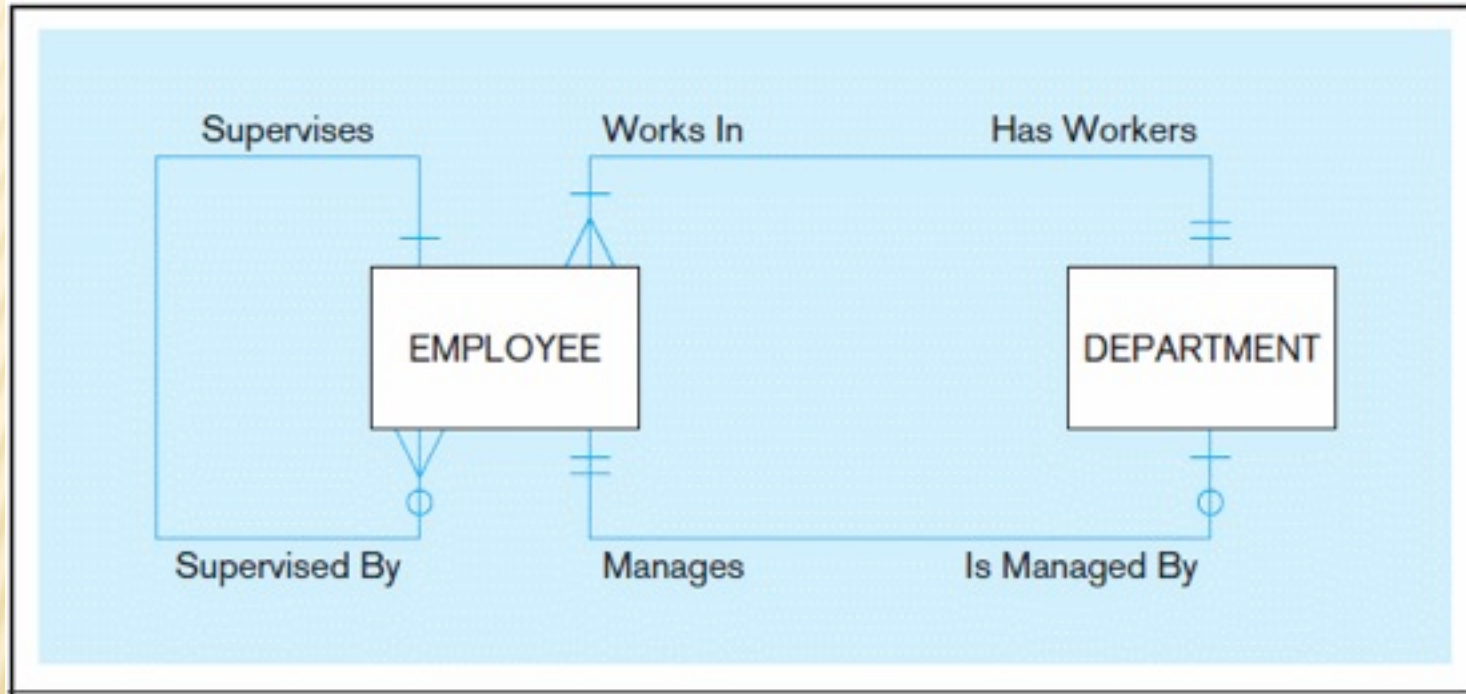 Supervises
Works In
Has Workers
EMPLOYEE
DEPARTMENT
Supervised By
Manages
Is Managed By